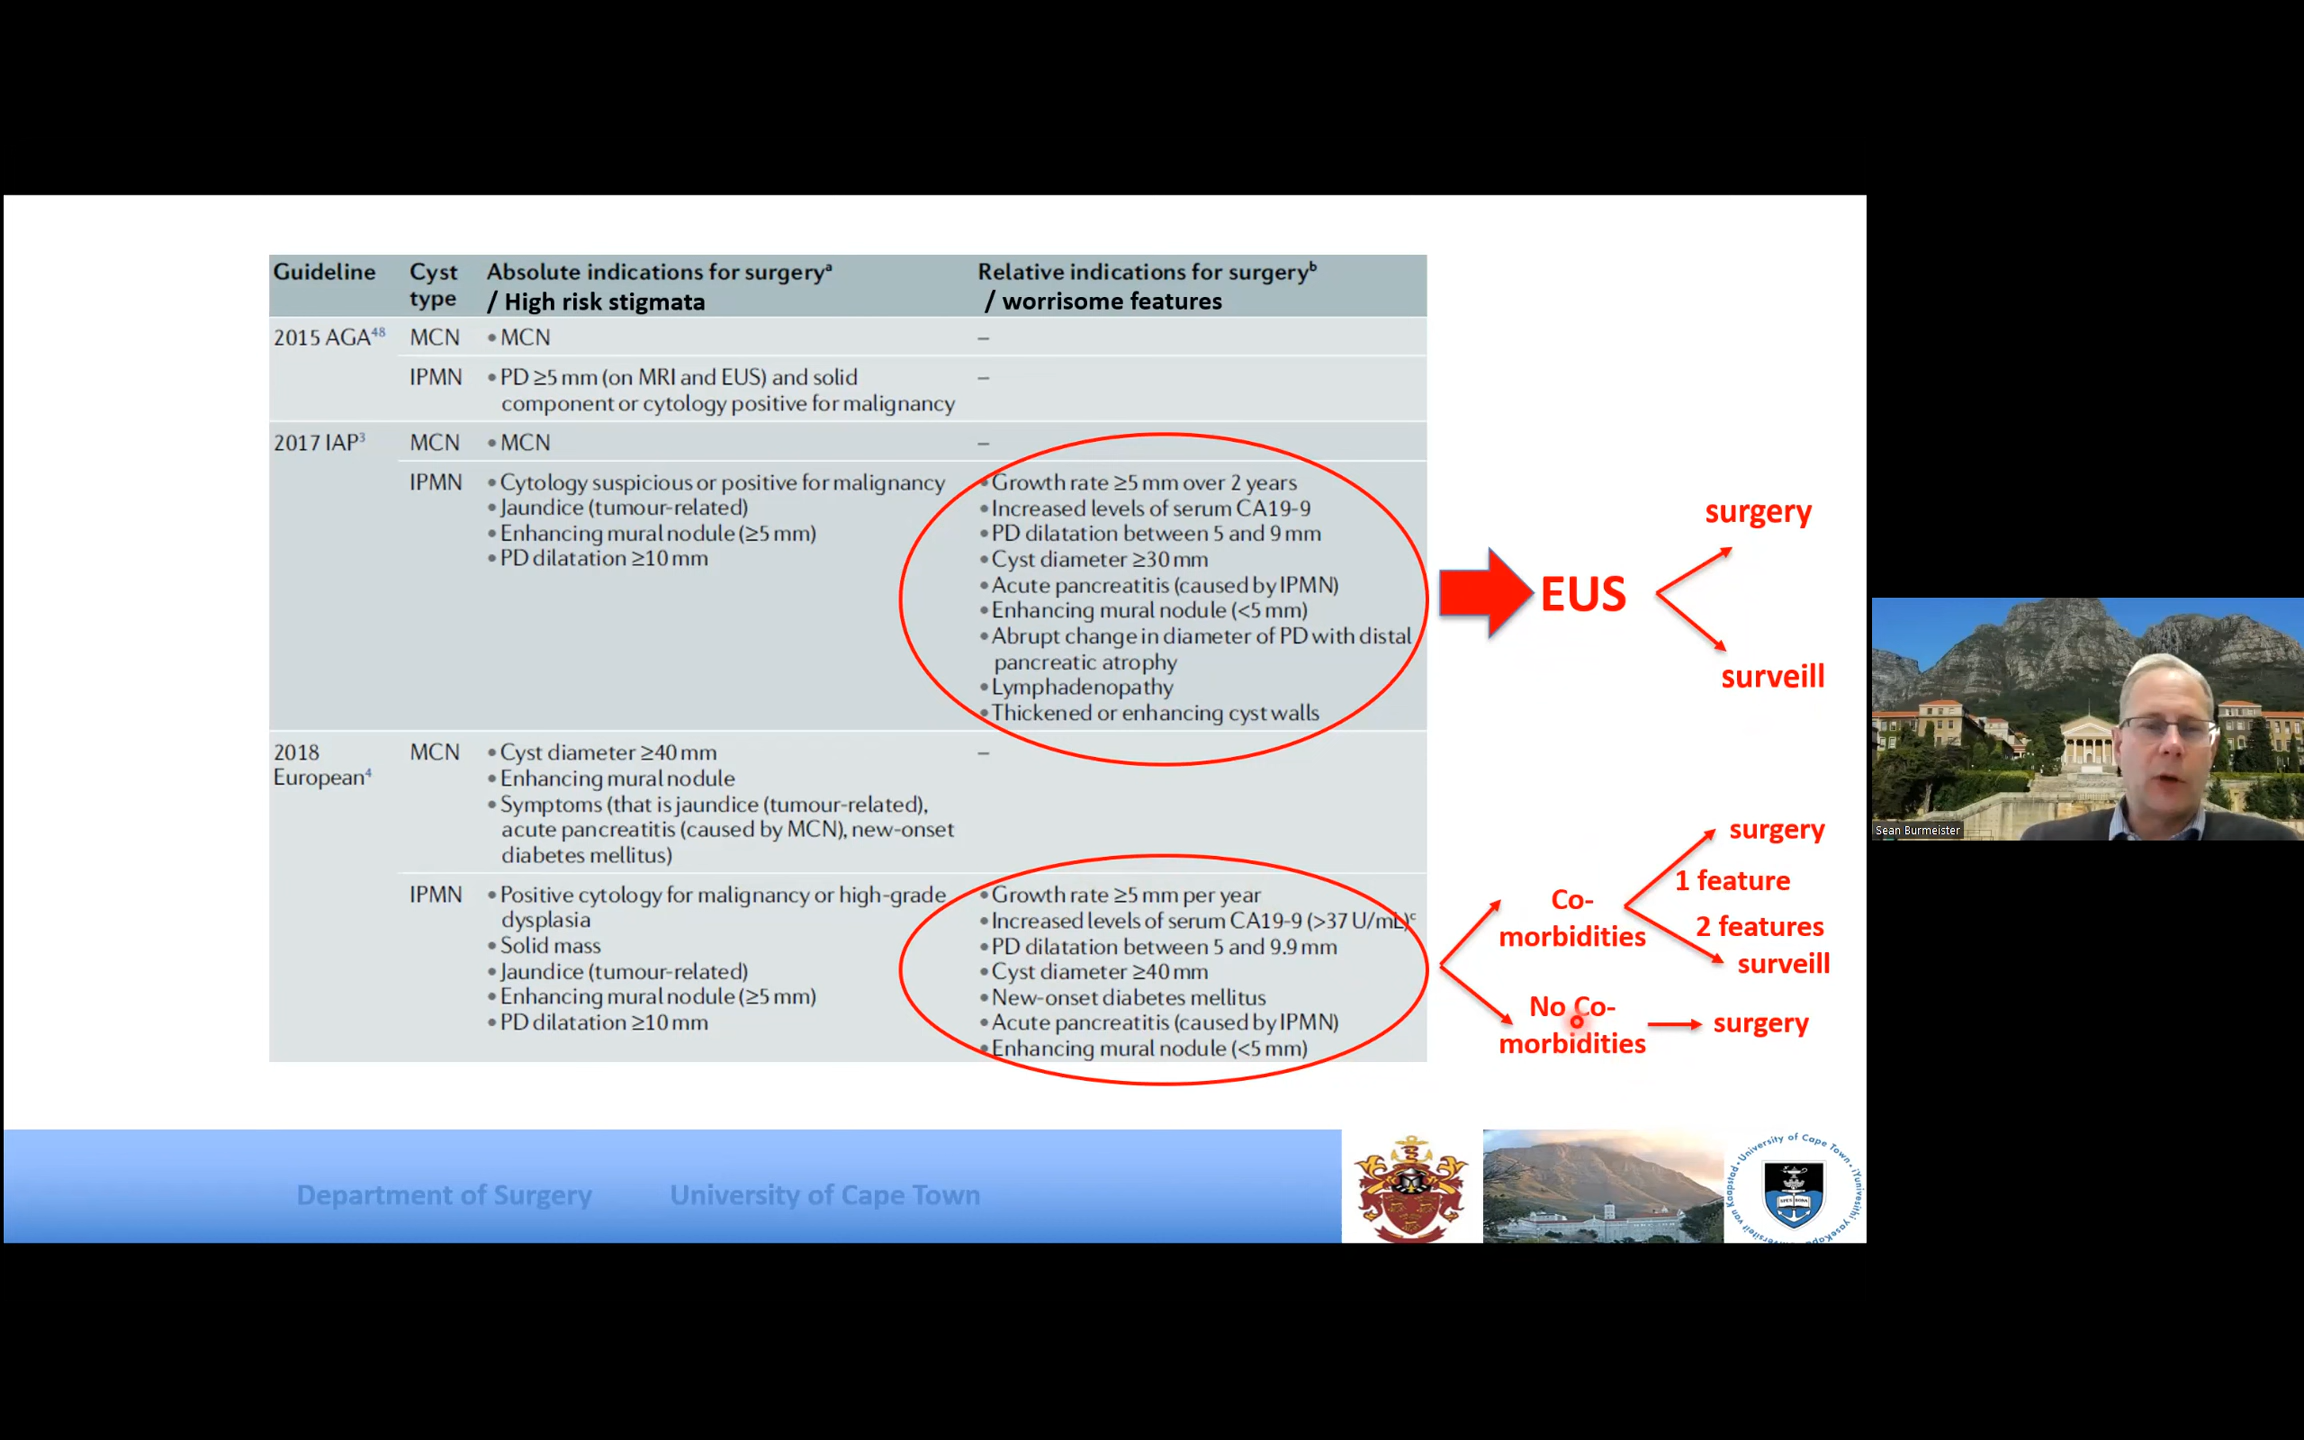 Guideline Cyst type Absolute indications for surgeryª / High risk stigmata Relative indications for surgeryᵇ / worrisome features
2015 AGA⁴⁸ MCN • MCN –
IPMN • PD ≥5 mm (on MRI and EUS) and solid component or cytology positive for malignancy –
2017 IAP³ MCN • MCN –
IPMN
• Cytology suspicious or positive for malignancy
• Jaundice (tumour-related)
• Enhancing mural nodule (≥5 mm)
• PD dilatation ≥10 mm
• Growth rate ≥5 mm over 2 years
• Increased levels of serum CA19-9
• PD dilatation between 5 and 9 mm
• Cyst diameter ≥30 mm
• Acute pancreatitis (caused by IPMN)
• Enhancing mural nodule (<5 mm)
• Abrupt change in diameter of PD with distal
pancreatic atrophy
• Lymphadenopathy
• Thickened or enhancing cyst walls
2018 European⁴ MCN
• Cyst diameter ≥40 mm
• Enhancing mural nodule
• Symptoms (that is jaundice (tumour-related),
acute pancreatitis (caused by MCN), new-onset
diabetes mellitus)
–
IPMN
• Positive cytology for malignancy or high-grade
dysplasia
• Solid mass
• Jaundice (tumour-related)
• Enhancing mural nodule (≥5 mm)
• PD dilatation ≥10 mm
• Growth rate ≥5 mm per year
• Increased levels of serum CA19-9 (>37 U/mL)ᶜ
• PD dilatation between 5 and 9.9 mm
• Cyst diameter ≥40 mm
• New-onset diabetes mellitus
• Acute pancreatitis (caused by IPMN)
• Enhancing mural nodule (<5 mm)
EUS
surgery
surveill
Co-
morbidities
surgery
1 feature
2 features
surveill
No Co-
morbidities
surgery
Sean Burmeister
Department of Surgery University of Cape Town
University of Cape Town